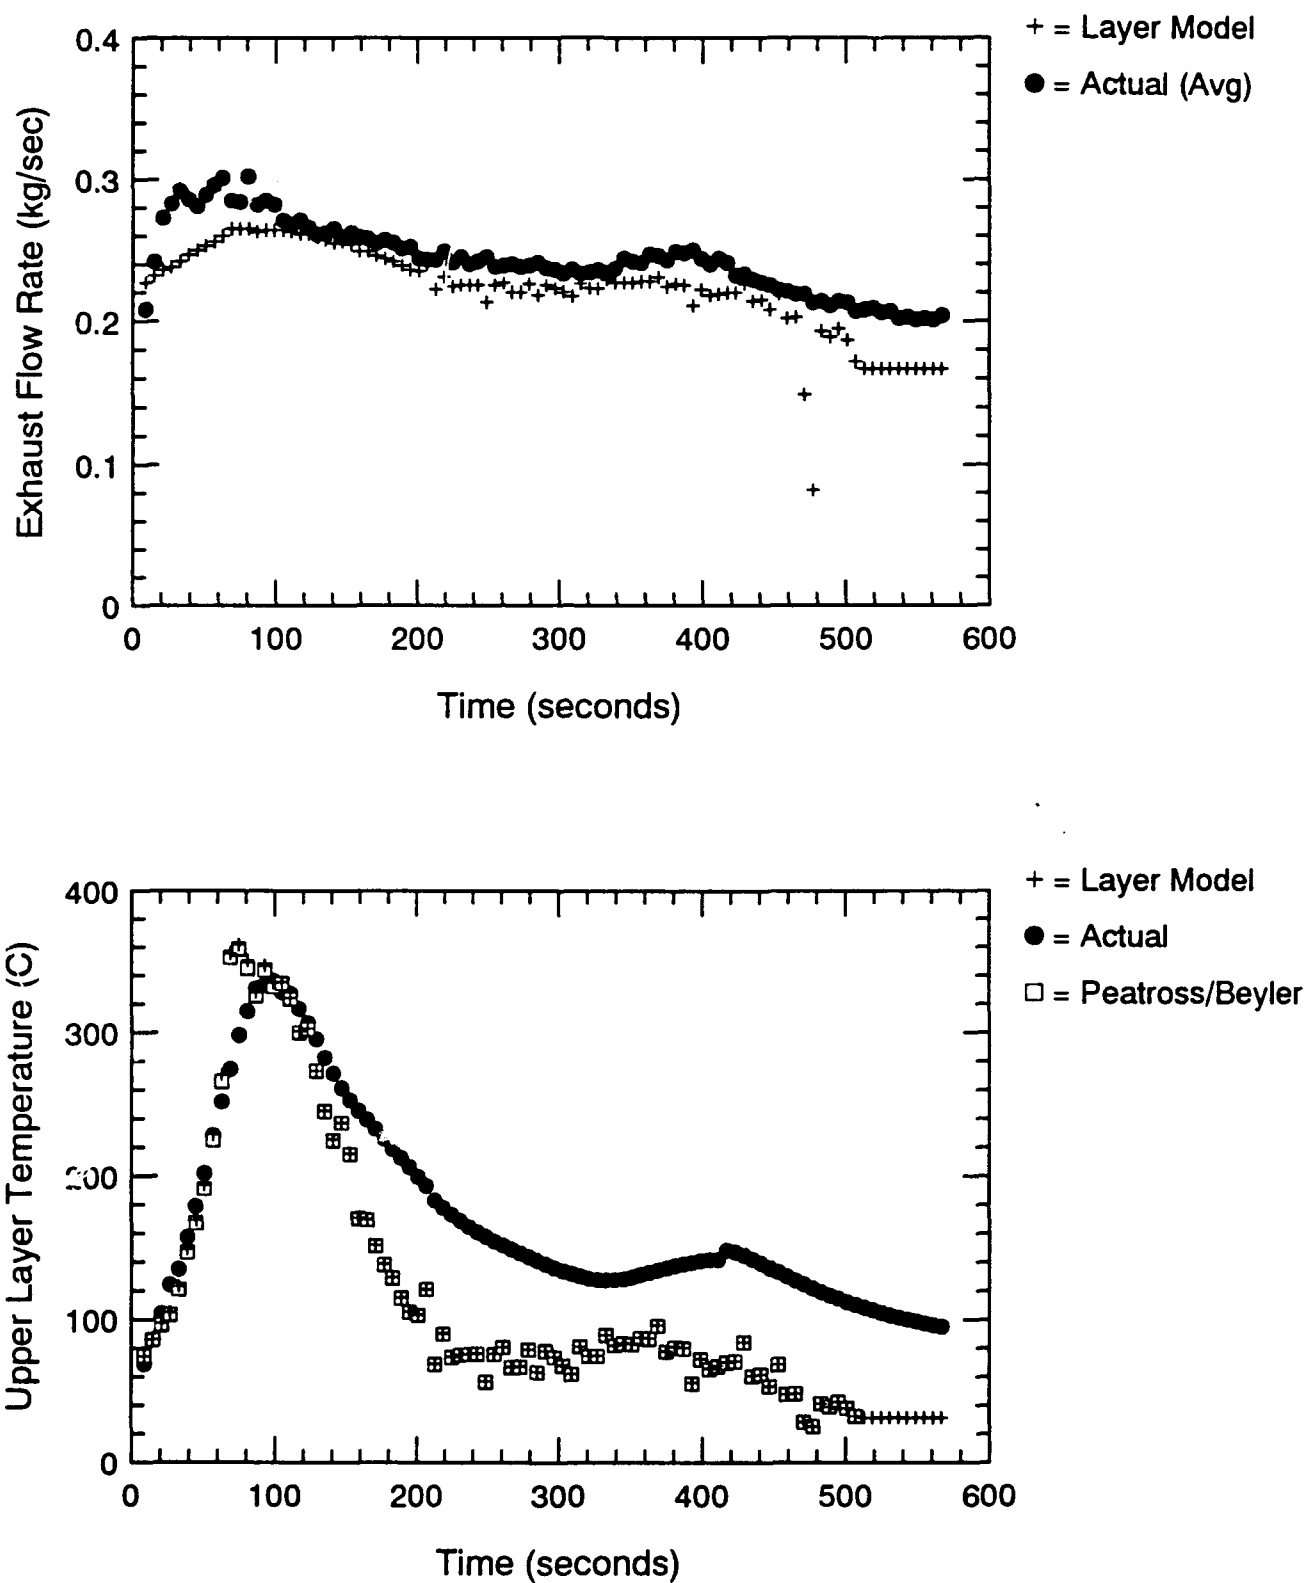 + = Layer Model
● = Actual (Avg)
Exhaust Flow Rate (kg/sec)
0.4
0.3
0.2
0.1
0
0 100 200 300 400 500 600
Time (seconds)
+ = Layer Model
● = Actual
□ = Peatross/Beyler
Upper Layer Temperature (C)
400
300
200
100
0
0 100 200 300 400 500 600
Time (seconds)